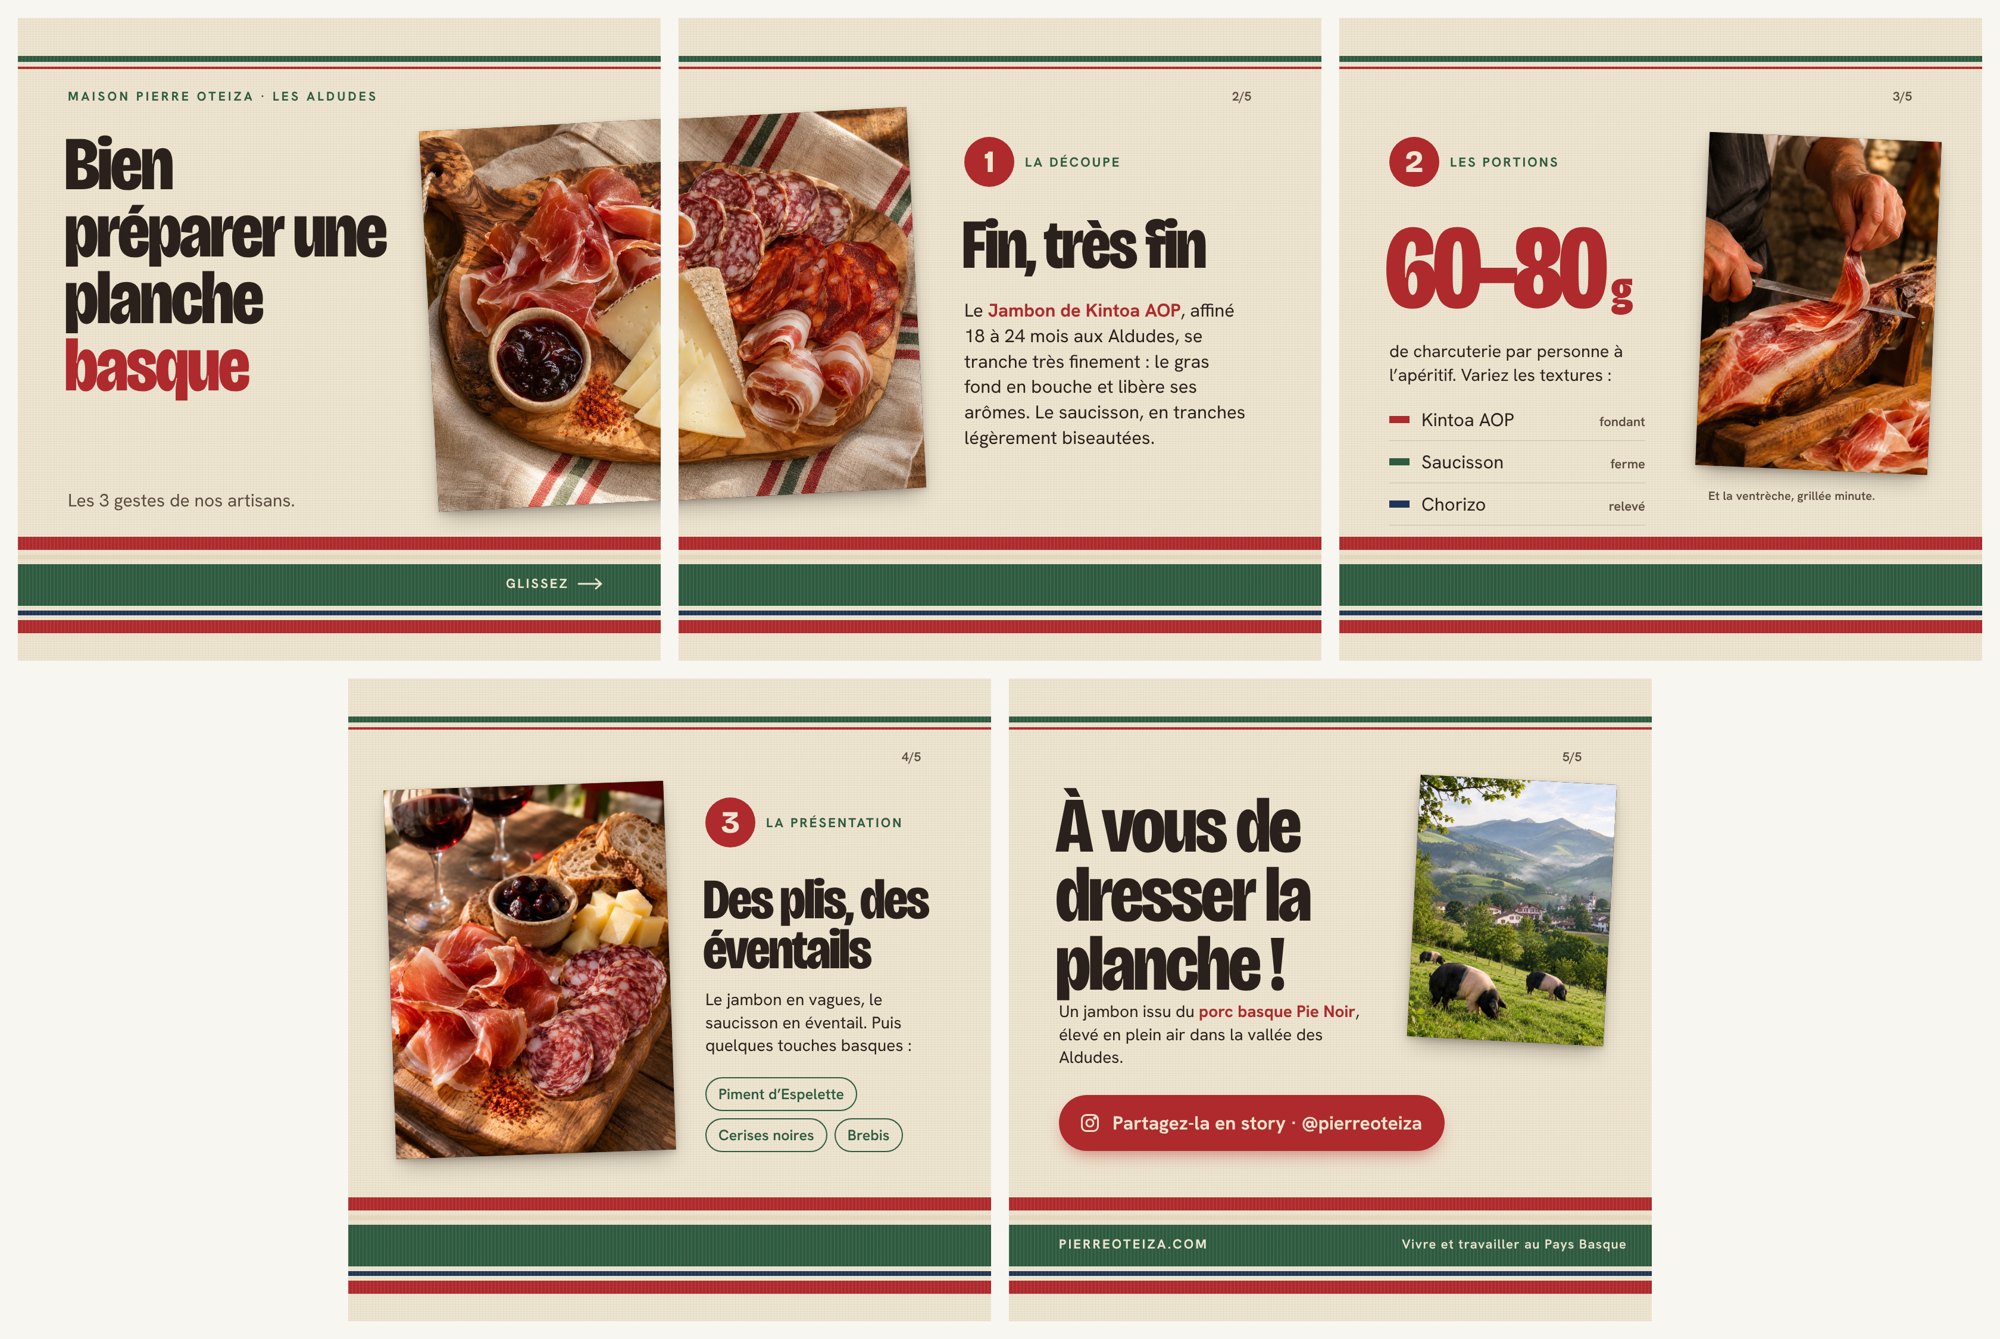 MAISON PIERRE OTEIZA · LES ALDUDES
Bien
préparer une
planche
basque
Les 3 gestes de nos artisans.
GLISSEZ →
2/5
1 LA DÉCOUPE
Fin, très fin
Le Jambon de Kintoa AOP, affiné
18 à 24 mois aux Aldudes, se
tranche très finement : le gras
fond en bouche et libère ses
arômes. Le saucisson, en tranches
légèrement biseautées.
3/5
2 LES PORTIONS
60–80 g
de charcuterie par personne à
l’apéritif. Variez les textures :
Kintoa AOP fondant
Saucisson ferme
Chorizo relevé
Et la ventrèche, grillée minute.
4/5
3 LA PRÉSENTATION
Des plis, des
éventails
Le jambon en vagues, le
saucisson en éventail. Puis
quelques touches basques :
Piment d’Espelette
Cerises noires Brebis
5/5
À vous de
dresser la
planche !
Un jambon issu du porc basque Pie Noir,
élevé en plein air dans la vallée des
Aldudes.
Partagez-la en story · @pierreoteiza
PIERREOTEIZA.COM Vivre et travailler au Pays Basque